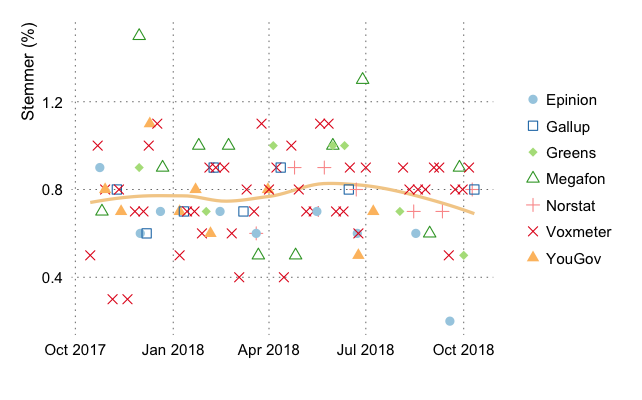 Stemmer (%)
1.2
0.8
0.4
Oct 2017
Jan 2018
Apr 2018
Jul 2018
Oct 2018
Epinion
Gallup
Greens
Megafon
Norstat
Voxmeter
YouGov